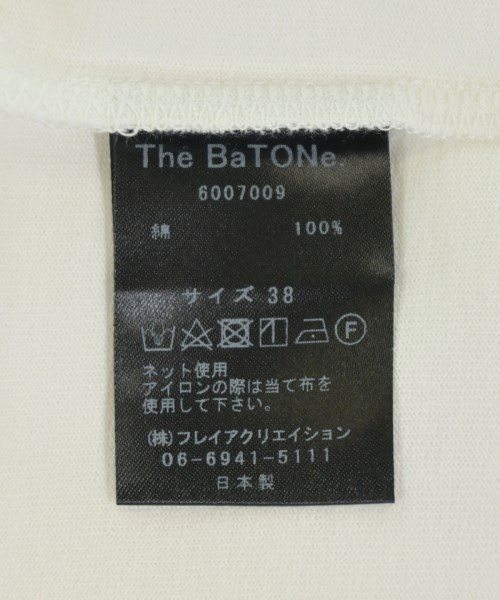 The BaTONe.
6007009
綿 100%
サイズ 38
F
ネット使用
アイロンの際は当て布を
使用して下さい。
(株)フレイアクリエイション
06-6941-5111
日本製